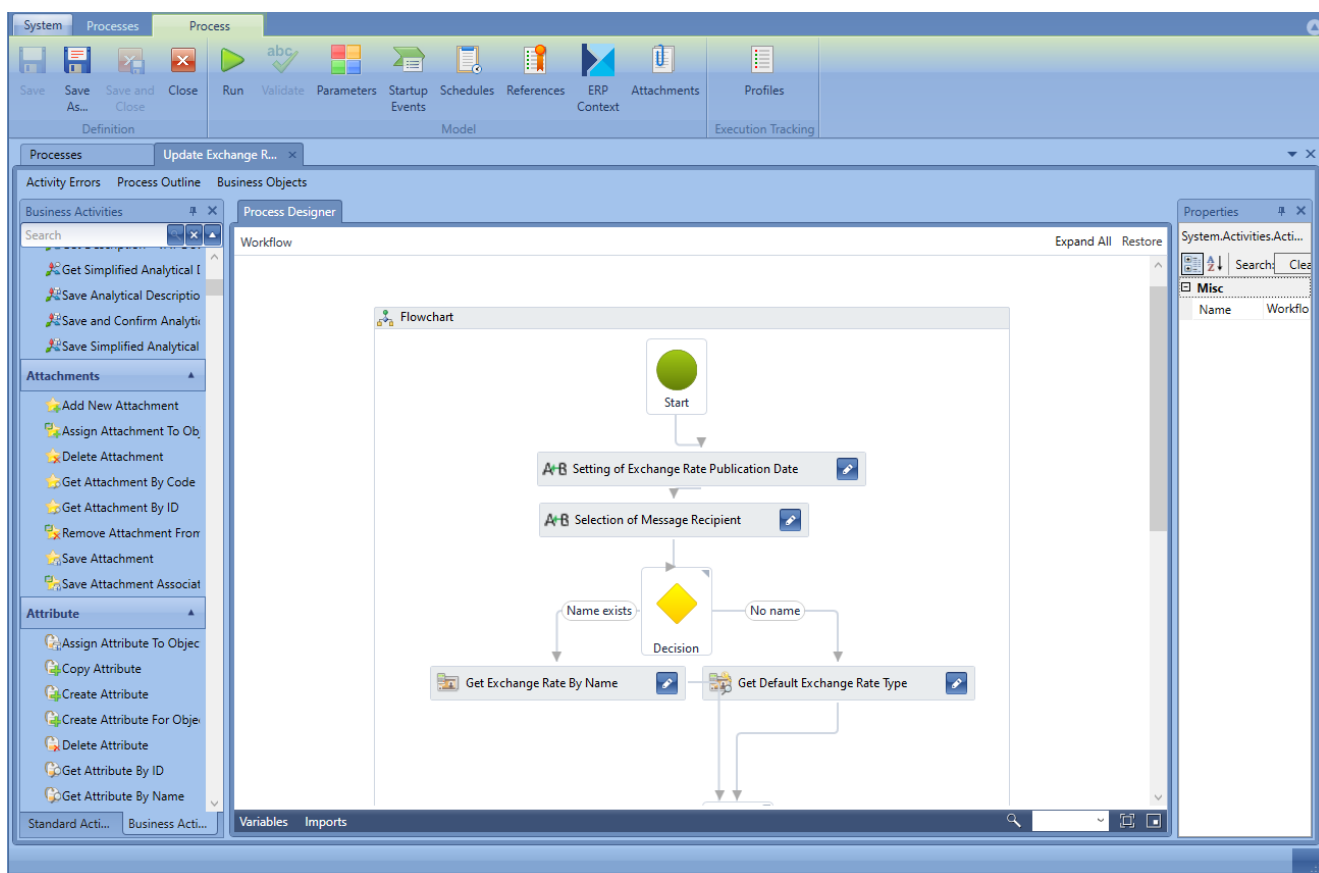 System Processes Process
abc
Save Save As... Save and Close Close Run Validate Parameters Startup Events Schedules References ERP Context Attachments Profiles
Definition Model Execution Tracking
Processes Update Exchange R...
Activity Errors Process Outline Business Objects
Business Activities
Search
Get Simplified Analytical D
Save Analytical Descriptio
Save and Confirm Analyti
Save Simplified Analytical
Attachments
Add New Attachment
Assign Attachment To Obj
Delete Attachment
Get Attachment By Code
Get Attachment By ID
Remove Attachment From
Save Attachment
Save Attachment Associat
Attribute
Assign Attribute To Objec
Copy Attribute
Create Attribute
Create Attribute For Obje
Delete Attribute
Get Attribute By ID
Get Attribute By Name
Standard Acti... Business Acti...
Process Designer
Workflow Expand All Restore
Flowchart
Start
A+B Setting of Exchange Rate Publication Date
A+B Selection of Message Recipient
Name exists No name
Decision
Get Exchange Rate By Name Get Default Exchange Rate Type
Variables Imports
Properties
System.Activities.Acti...
A Z Search: Clea
Misc
Name Workflo